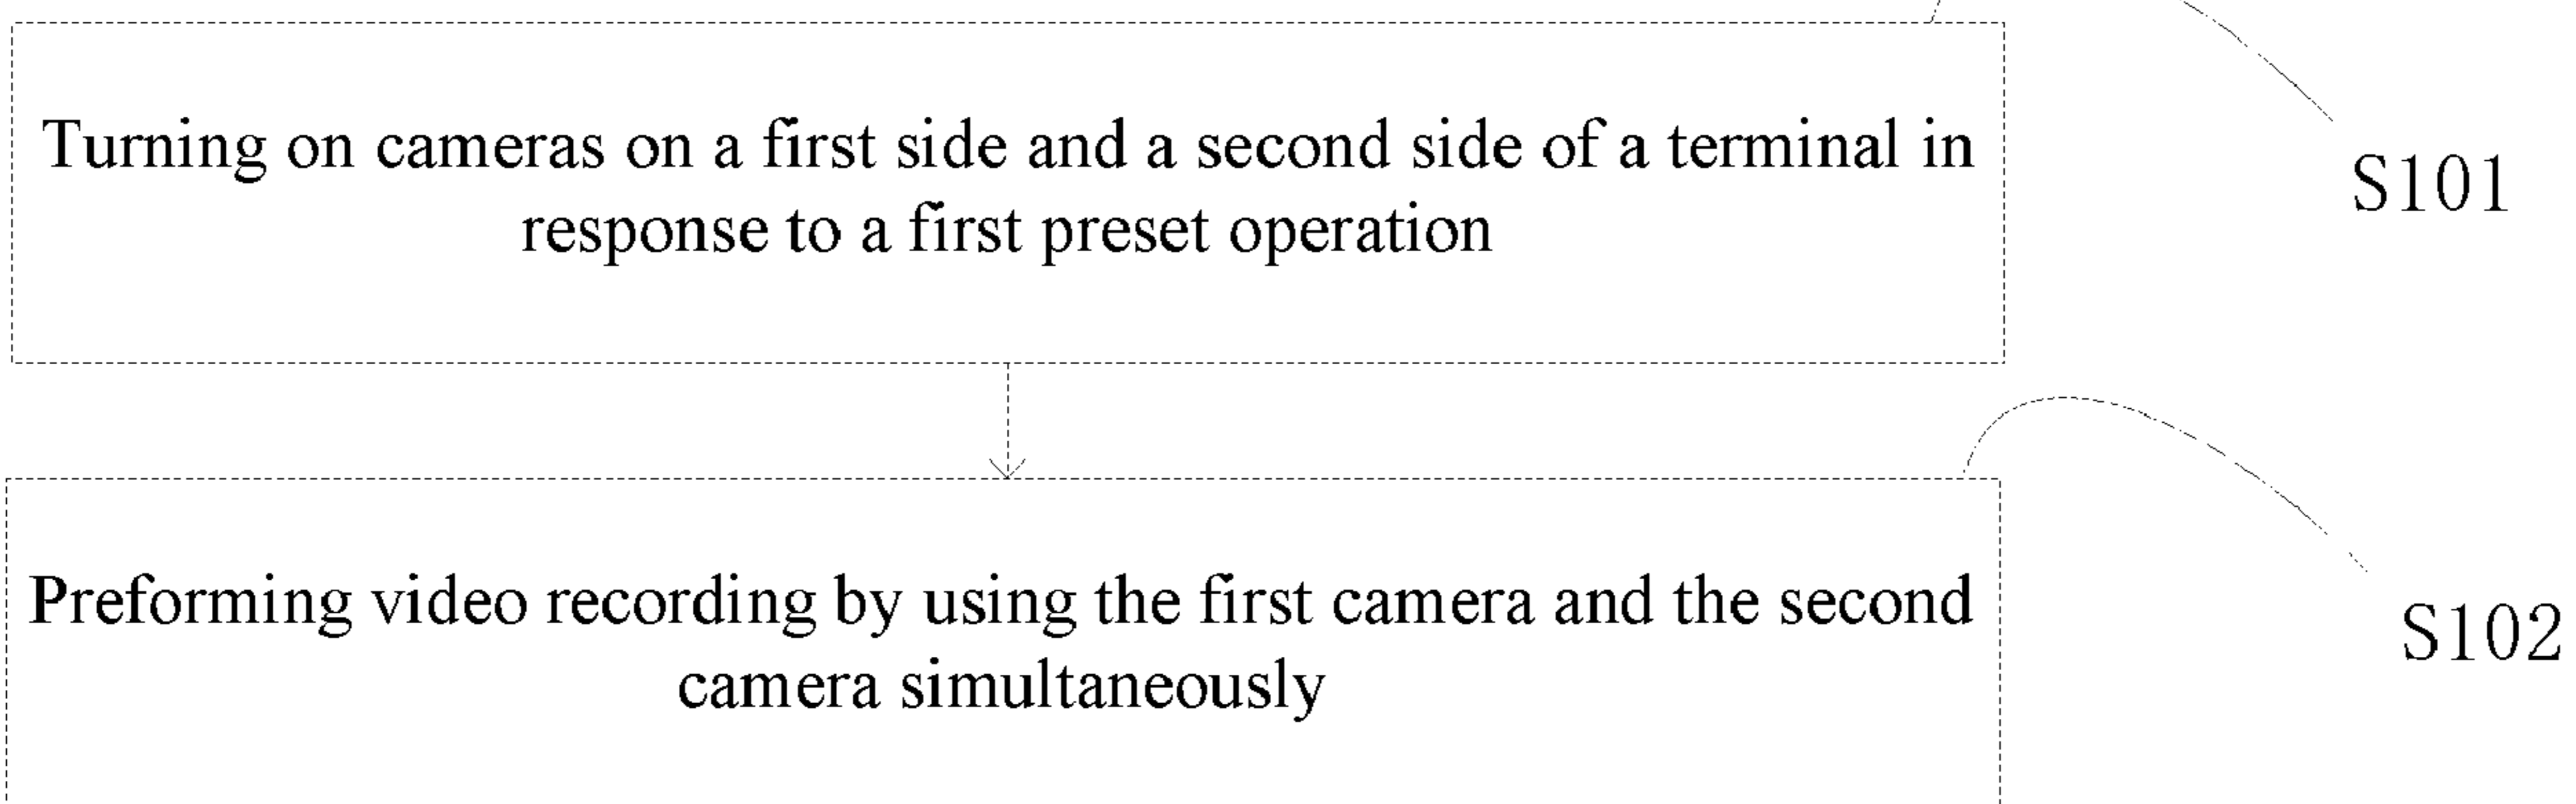 Turning on cameras on a first side and a second side of a terminal in
response to a first preset operation
S101
Preforming video recording by using the first camera and the second
camera simultaneously
S102